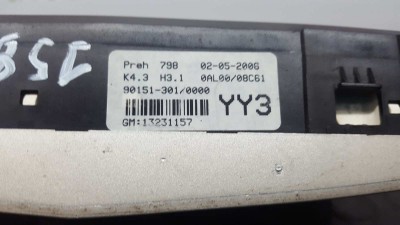 Preh 798 02-05-2006
K4.3 H3.1 0AL00/08C61
90151-301/0000
YY3
GM:13231157